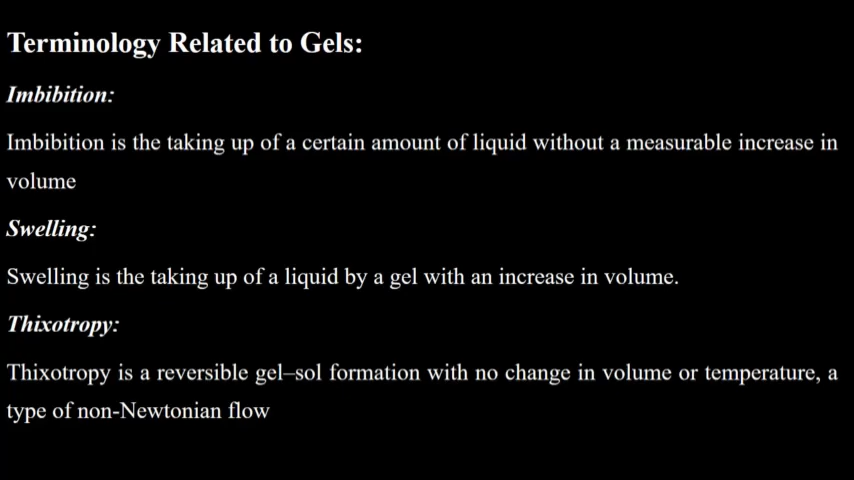 Terminology Related to Gels:
Imbibition:
Imbibition is the taking up of a certain amount of liquid without a measurable increase in
volume
Swelling:
Swelling is the taking up of a liquid by a gel with an increase in volume.
Thixotropy:
Thixotropy is a reversible gel–sol formation with no change in volume or temperature, a
type of non-Newtonian flow